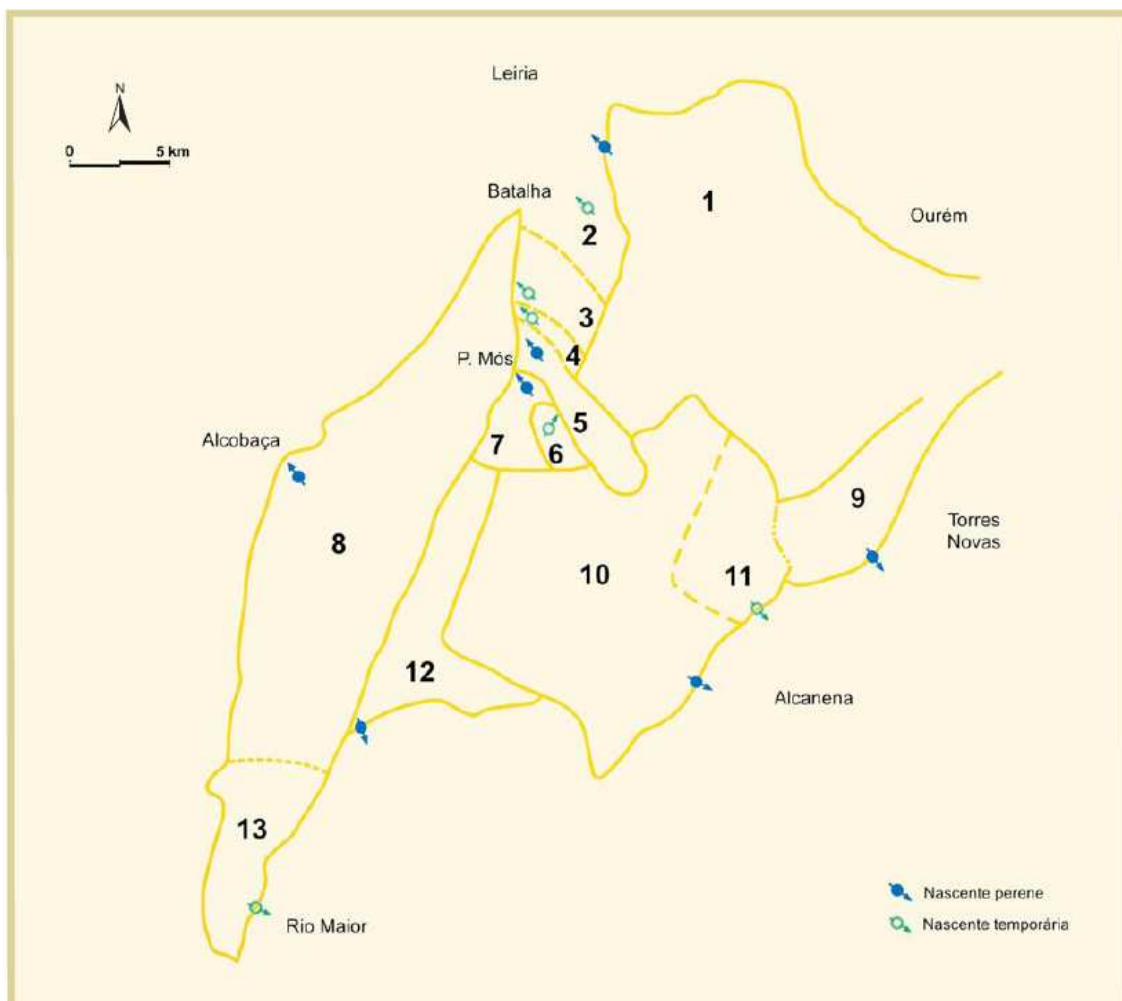 Leiria
N
0 5 km
Batalha
1
Ourém
2
3
4
P. Mós
5
Alcobaça
7
6
9
Torres
Novas
8
10
11
12
Alcanena
13
Nascente perene
Rio Maior
Nascente temporária